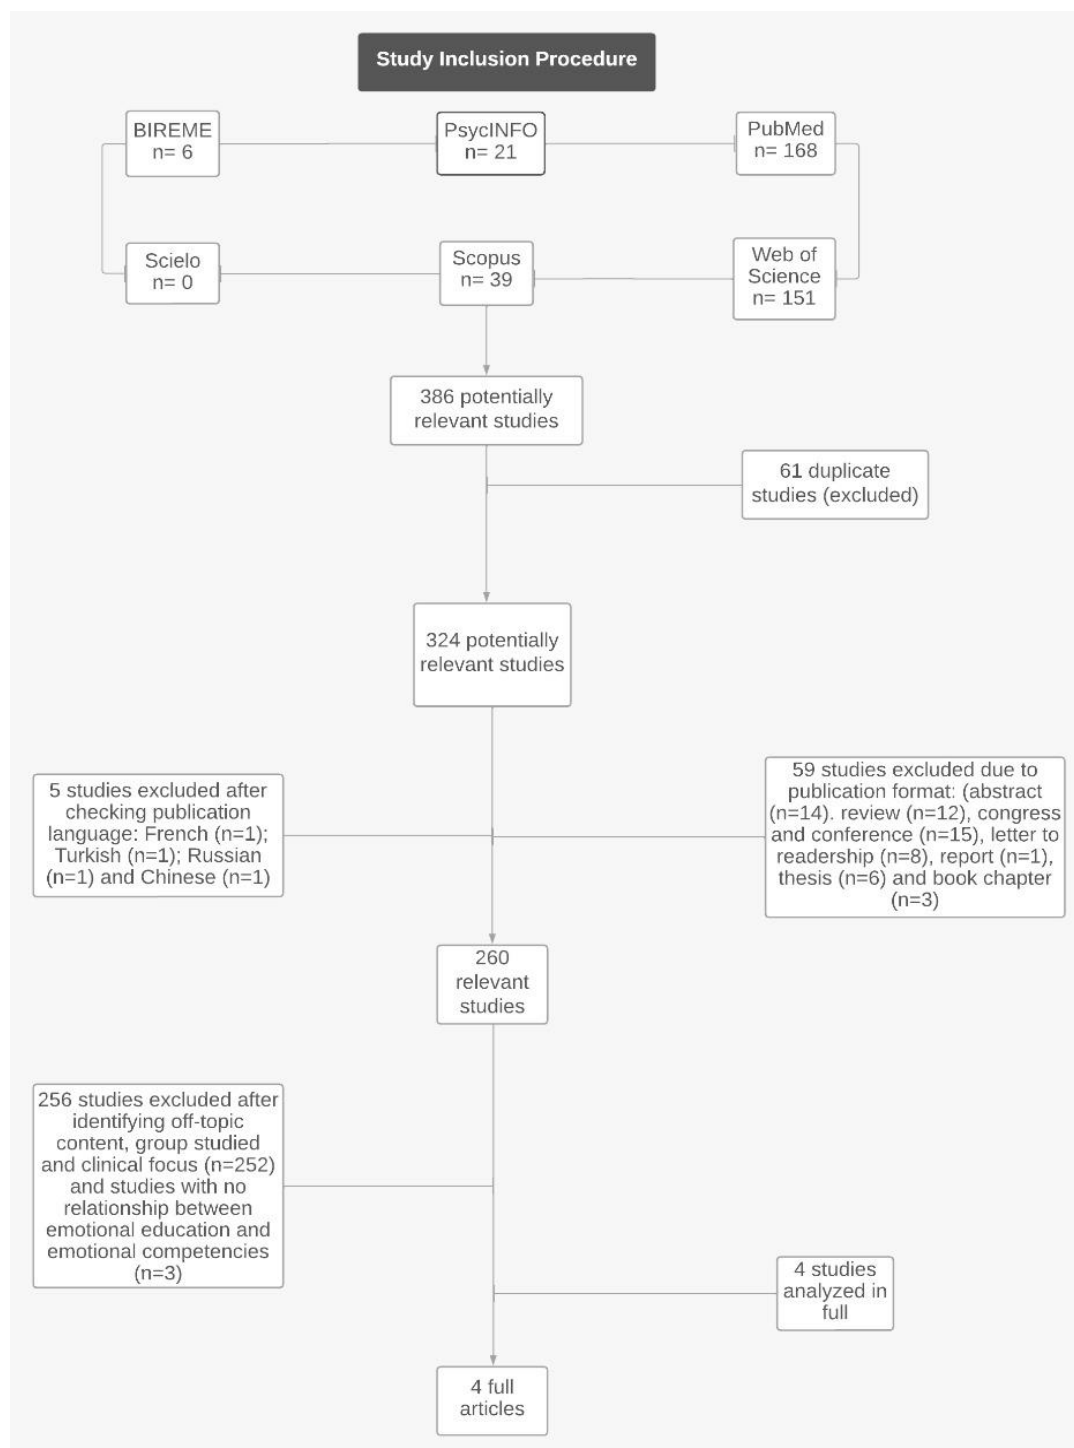 Study Inclusion Procedure
BIREME
n= 6
PsycINFO
n= 21
PubMed
n= 168
Scielo
n= 0
Scopus
n= 39
Web of
Science
n= 151
386 potentially
relevant studies
61 duplicate
studies (excluded)
324 potentially
relevant studies
5 studies excluded after
checking publication
language: French (n=1);
Turkish (n=1); Russian
(n=1) and Chinese (n=1)
59 studies excluded due to
publication format: (abstract
(n=14). review (n=12), congress
and conference (n=15), letter to
readership (n=8), report (n=1),
thesis (n=6) and book chapter
(n=3)
260
relevant
studies
256 studies excluded after
identifying off-topic
content, group studied
and clinical focus (n=252)
and studies with no
relationship between
emotional education and
emotional competencies
(n=3)
4 studies
analyzed in
full
4 full
articles